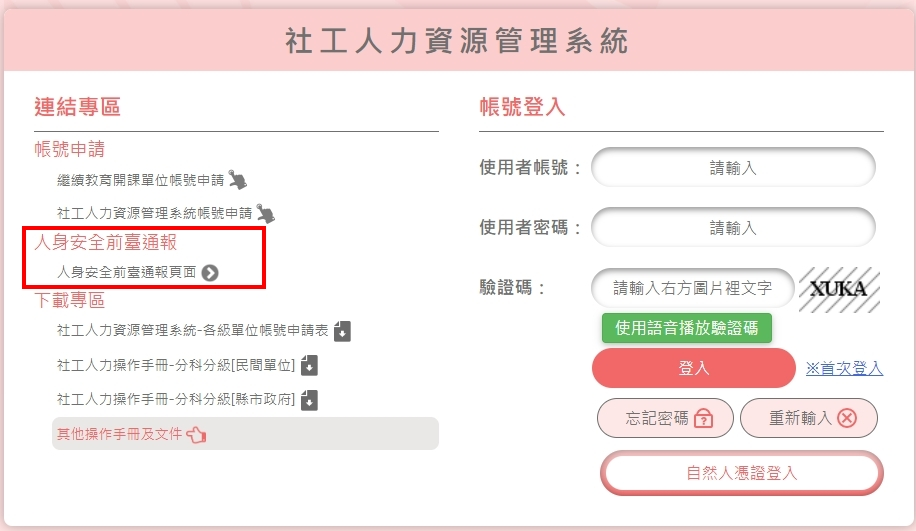 社工人力資源管理系統
連結專區
帳號申請
繼續教育開課單位帳號申請
社工人力資源管理系統帳號申請
人身安全前臺通報
人身安全前臺通報頁面
下載專區
社工人力資源管理系統-各級單位帳號申請表
社工人力操作手冊-分科分級[民間單位]
社工人力操作手冊-分科分級[縣市政府]
其他操作手冊及文件
帳號登入
使用者帳號：
請輸入
使用者密碼：
請輸入
驗證碼：
請輸入右方圖片裡文字
XUKA
使用語音播放驗證碼
登入
※首次登入
忘記密碼
重新輸入
自然人憑證登入